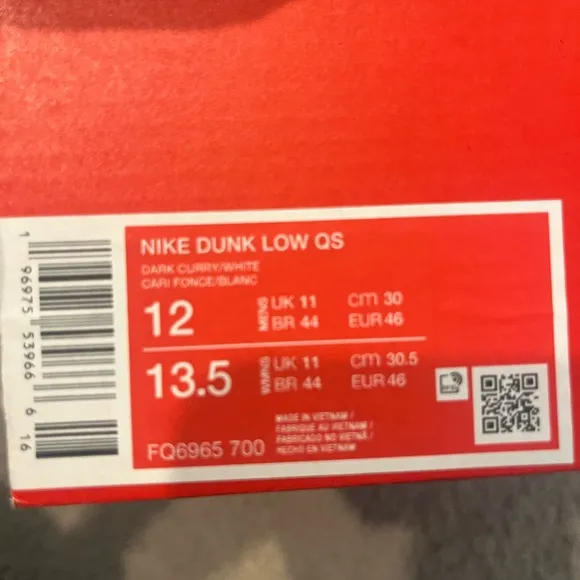 NIKE DUNK LOW QS
DARK CURRY/WHITE
CARI FONCE/BLANC
12 MENS UK 11 cm 30
BR 44 EUR 46
13.5 WMNS UK 11 cm 30.5
BR 44 EUR 46
MADE IN VIETNAM /
FABRIQUE AU VIETNAM /
FABRICADO NO VIETNÃ /
HECHO EN VIETNAM
FQ6965 700
1 96975 53966 6 16